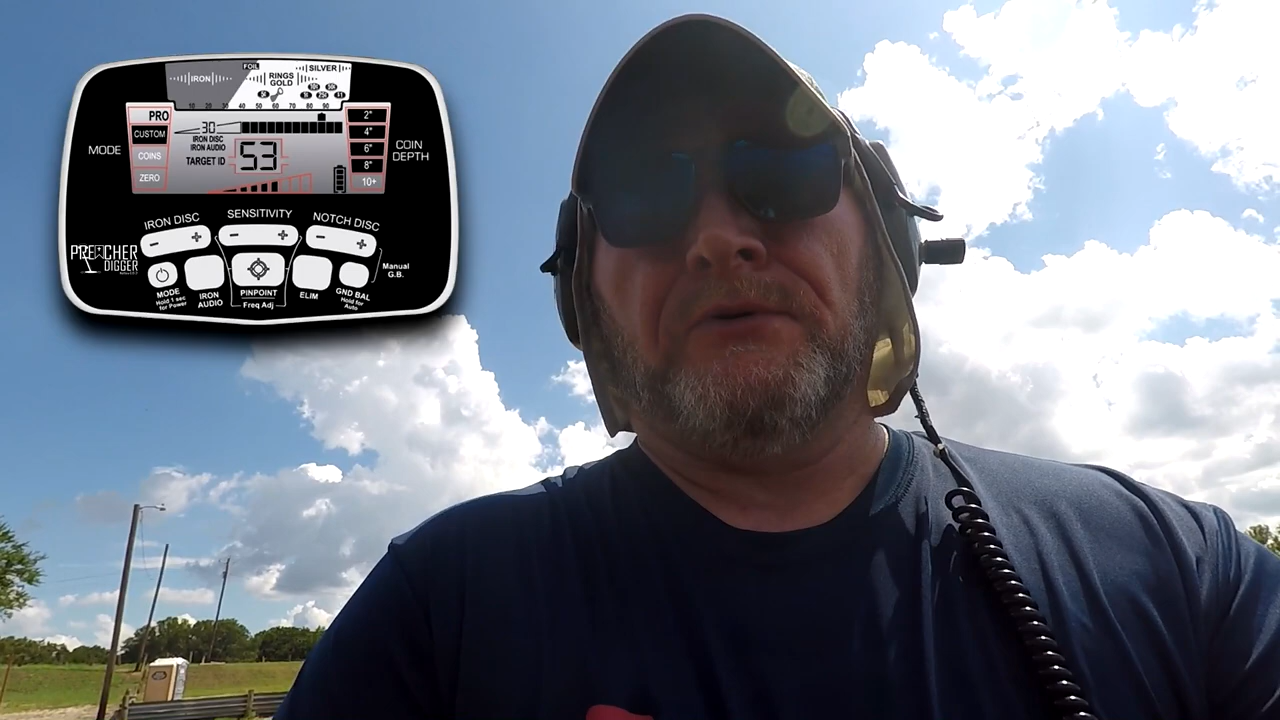 FOIL
IRON
RINGS
GOLD
SILVER
10 20 30 40 50 60 70 80 90
PRO
CUSTOM
COINS
ZERO
MODE
30
IRON DISC
IRON AUDIO
TARGET ID
53
2"
4"
6"
8"
10+
COIN
DEPTH
IRON DISC
SENSITIVITY
NOTCH DISC
- +
- +
- +
DIGGER
MODE
Hold 1 sec
for Power
IRON
AUDIO
PINPOINT
Freq Adj
ELIM
GND BAL
Hold for
Auto
Manual
G.B.